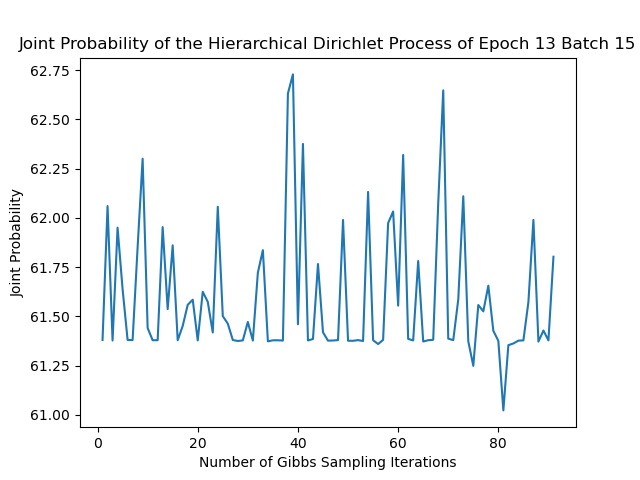 Joint Probability of the Hierarchical Dirichlet Process of Epoch 13 Batch 15
62.75
62.50
62.25
62.00
61.75
61.50
61.25
61.00
Joint Probability
0 20 40 60 80
Number of Gibbs Sampling Iterations